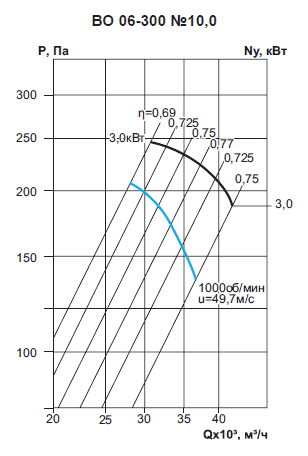 ВО 06-300 №10,0
P, Па
Ny, кВт
300
η=0,69
0,725
250
3,0кВт
0,75
0,77
0,725
200
0,75
3,0
150
1000об/мин
u=49,7м/с
100
20 25 30 35 40
Qx10³, м³/ч